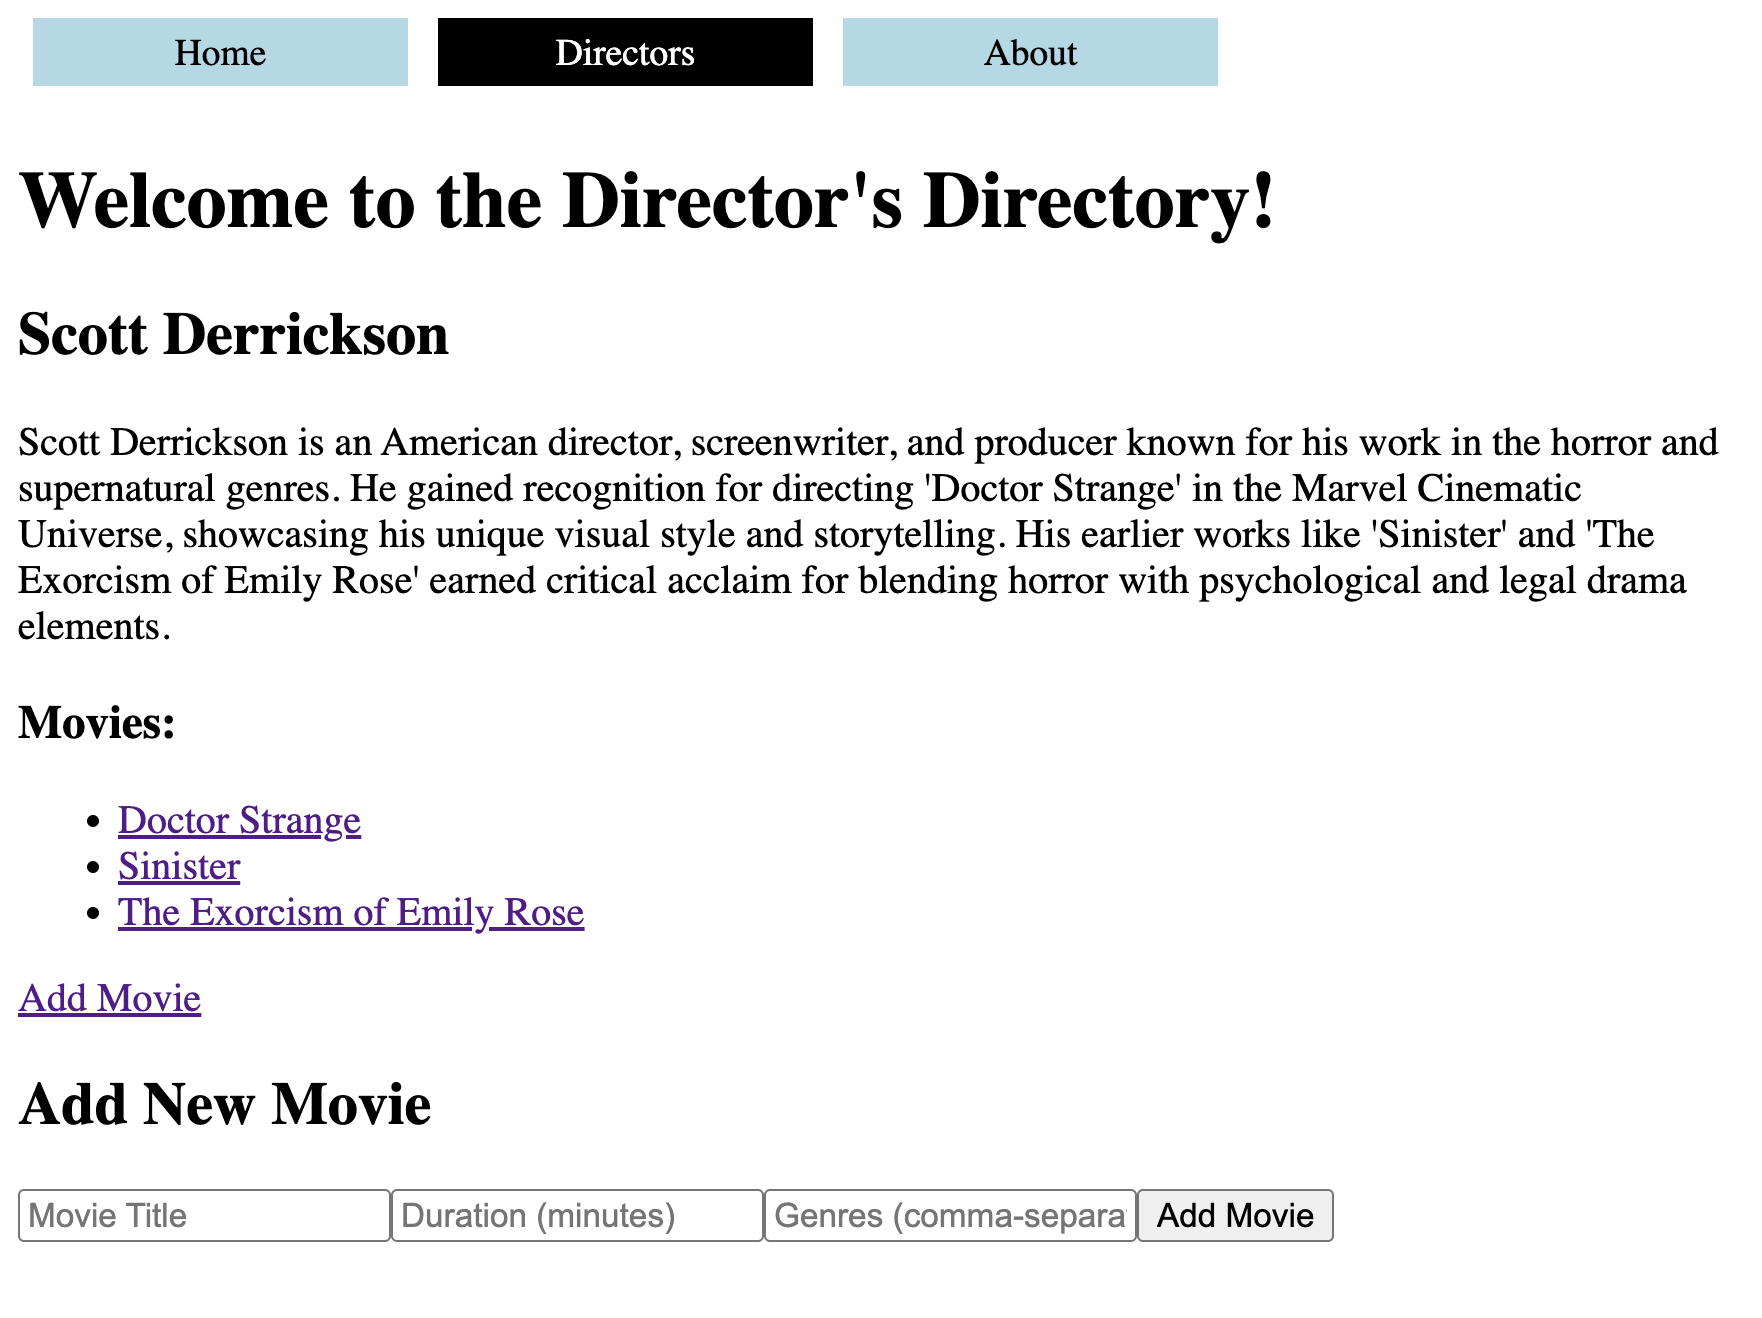 Home Directors About
Welcome to the Director's Directory!
Scott Derrickson
Scott Derrickson is an American director, screenwriter, and producer known for his work in the horror and
supernatural genres. He gained recognition for directing 'Doctor Strange' in the Marvel Cinematic
Universe, showcasing his unique visual style and storytelling. His earlier works like 'Sinister' and 'The
Exorcism of Emily Rose' earned critical acclaim for blending horror with psychological and legal drama
elements.
Movies:
• Doctor Strange
• Sinister
• The Exorcism of Emily Rose
Add Movie
Add New Movie
Movie Title Duration (minutes) Genres (comma-separa Add Movie